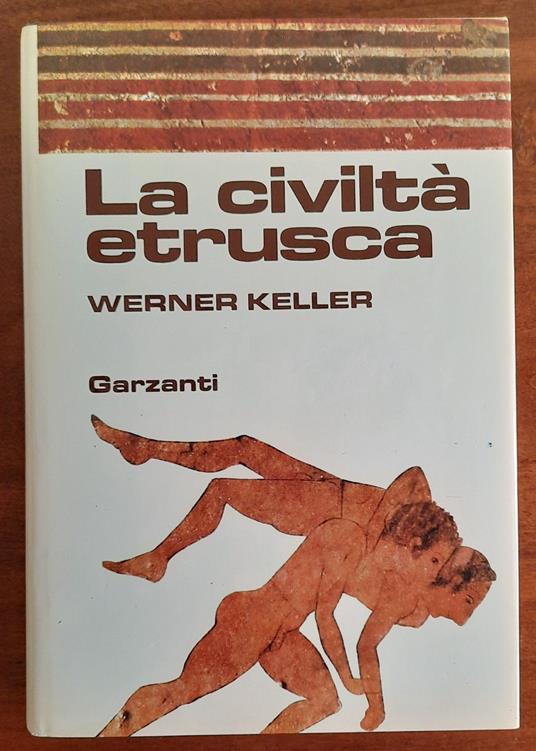 La civiltà
etrusca
WERNER KELLER
Garzanti